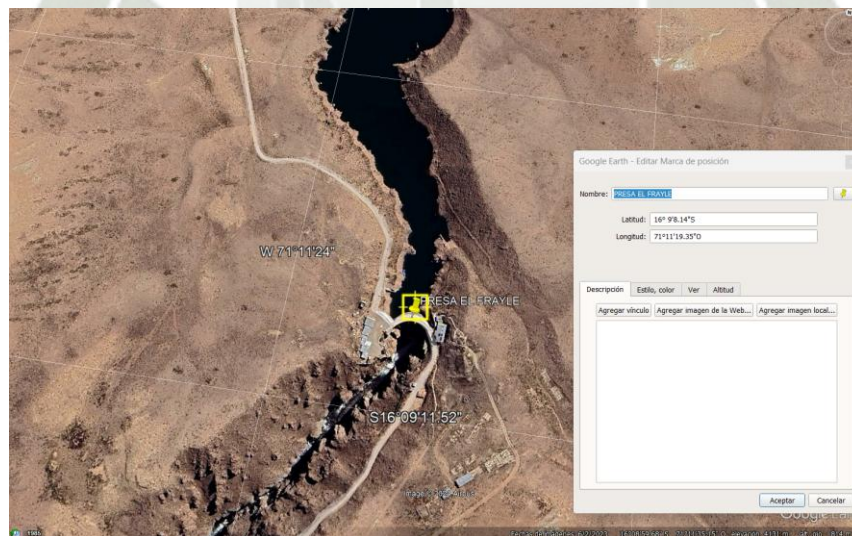 Google Earth - Editar Marca de posición
Nombre: PRESA EL FRAYLE
Latitud: 16° 9'8.14"S
Longitud: 71°11'19.35"O
Descripción Estilo, color Ver Altitud
Agregar vínculo Agregar imagen de la Web... Agregar imagen local...
W 71°11'24"
PRESA EL FRAYLE
S16°09'11.52"
Aceptar Cancelar
1985